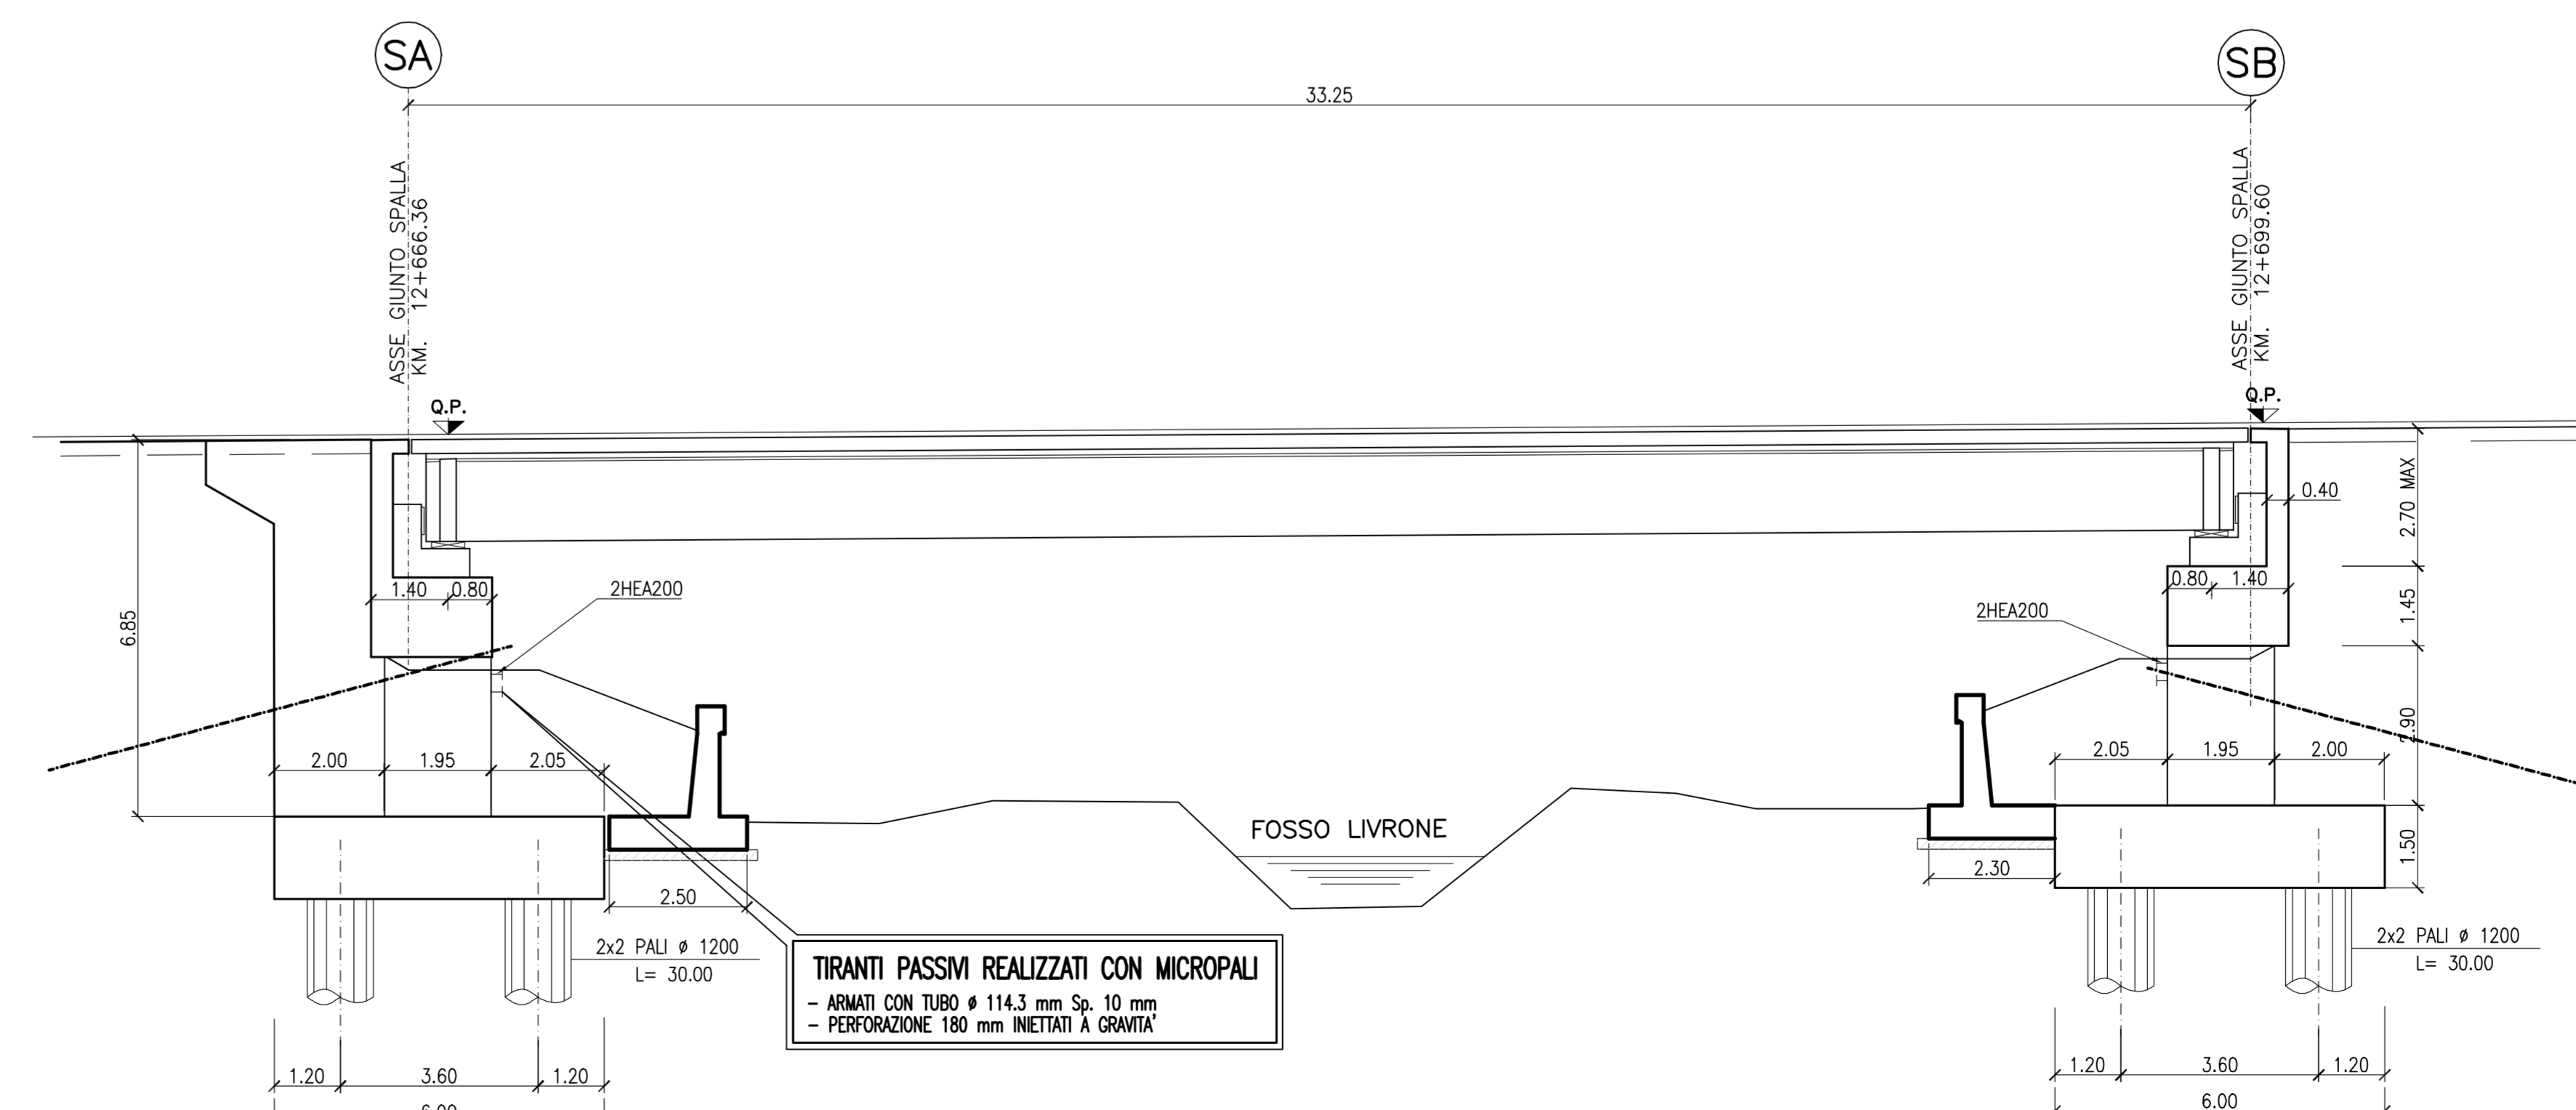 SA
SB
33.25
ASSE GIUNTO SPALLA
KM. 12+666.36
ASSE GIUNTO SPALLA
KM. 12+699.60
Q.P.
Q.P.
0.40
2.70 MAX
1.40
0.80
2HEA200
0.80
1.40
2HEA200
1.45
6.85
2.00
1.95
2.05
2.05
1.95
2.00
2.90
FOSSO LIVRONE
1.50
2.50
2.30
2x2 PALI ø 1200
L= 30.00
2x2 PALI ø 1200
L= 30.00
TIRANTI PASSIVI REALIZZATI CON MICROPALI
- ARMATI CON TUBO ø 114.3 mm Sp. 10 mm
- PERFORAZIONE 180 mm INIETTATI A GRAVITA'
1.20
3.60
1.20
1.20
3.60
1.20
6.00
6.00